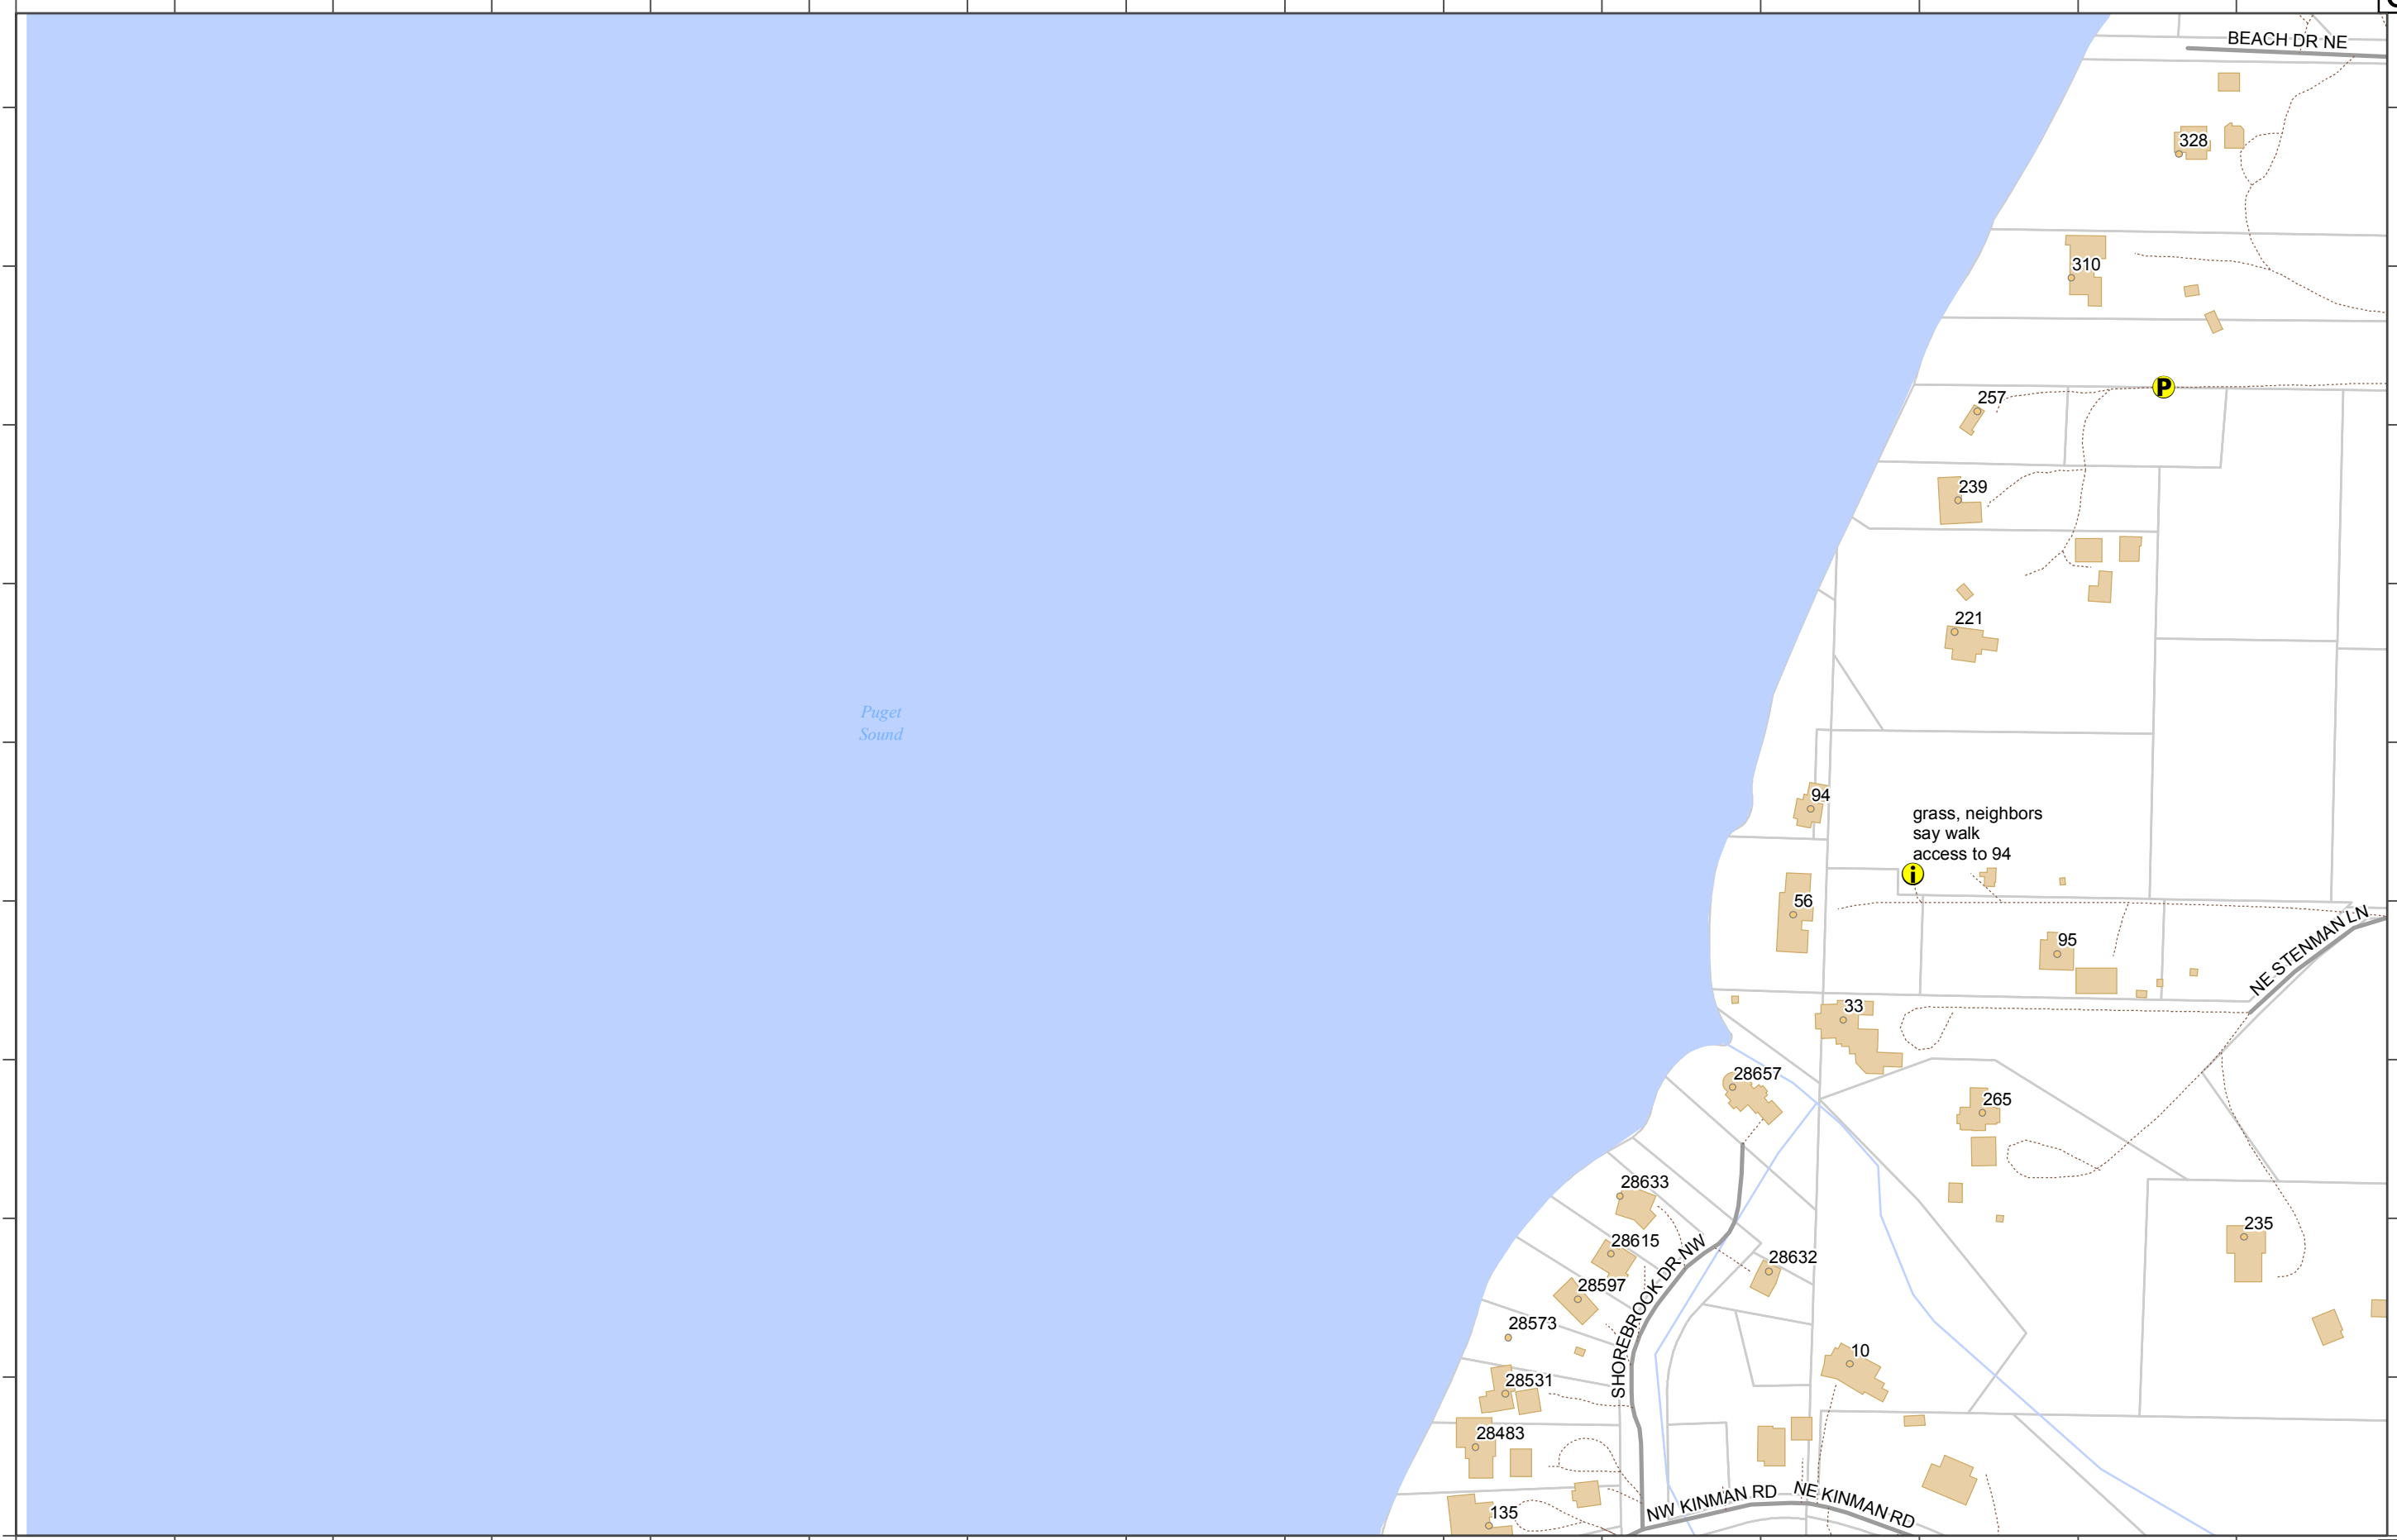 BEACH DR NE
328
310
P
257
239
221
Puget
Sound
94
grass, neighbors
say walk
access to 94
i
56
95
NE STENMAN LN
33
28657
265
28633
235
28615
28632
SHOREBROOK DR NW
28597
28573
10
28531
28483
NW KINMAN RD
NE KINMAN RD
135